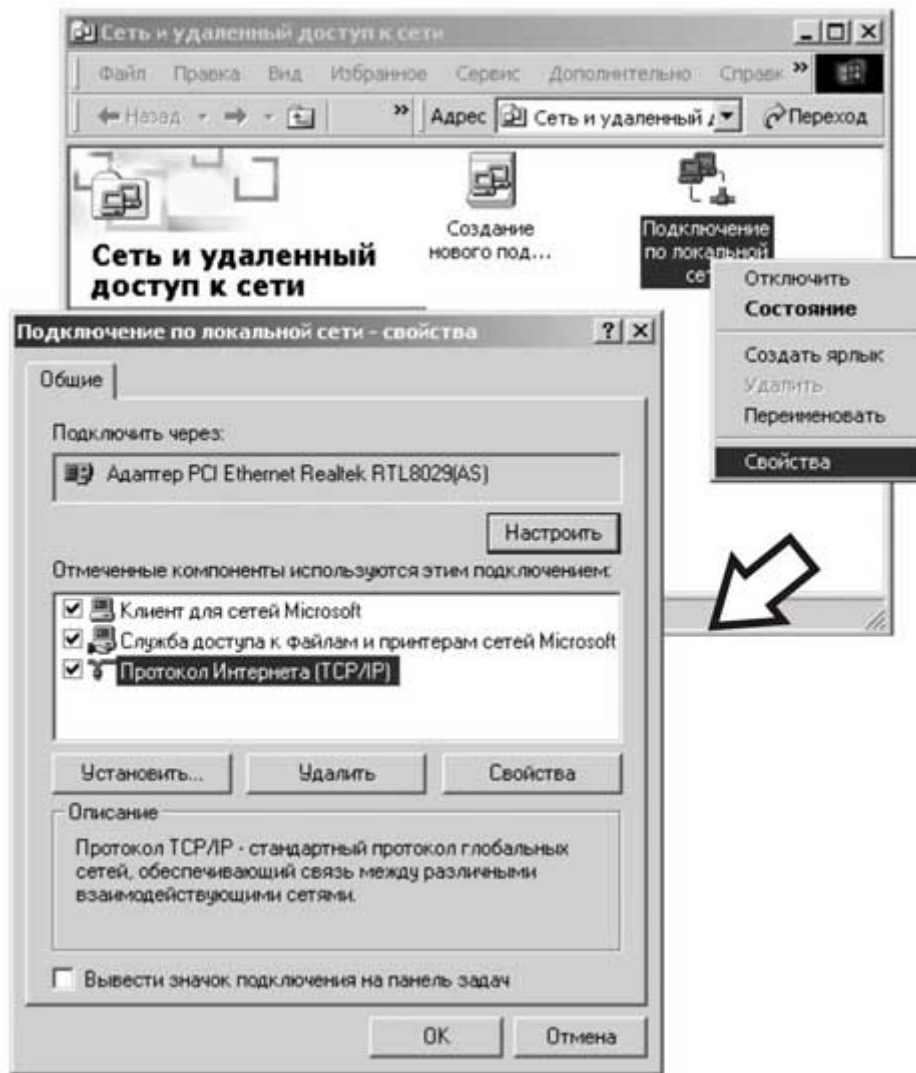 Сеть и удаленный доступ к сети
Файл Правка Вид Избранное Сервис Дополнительно Справк »
Назад » Адрес Сеть и удаленный д Переход
Сеть и удаленный
доступ к сети
Создание
нового под...
Подключение
по локальной
сет
Отключить
Состояние
Создать ярлык
Удалить
Переименовать
Свойства
Подключение по локальной сети - свойства
Общие
Подключить через:
Адаптер PCI Ethernet Realtek RTL8029(AS)
Настроить
Отмеченные компоненты используются этим подключением:
Клиент для сетей Microsoft
Служба доступа к файлам и принтерам сетей Microsoft
Протокол Интернета (TCP/IP)
Установить... Удалить Свойства
Описание
Протокол TCP/IP - стандартный протокол глобальных
сетей, обеспечивающий связь между различными
взаимодействующими сетями.
Вывести значок подключения на панель задач
OK Отмена